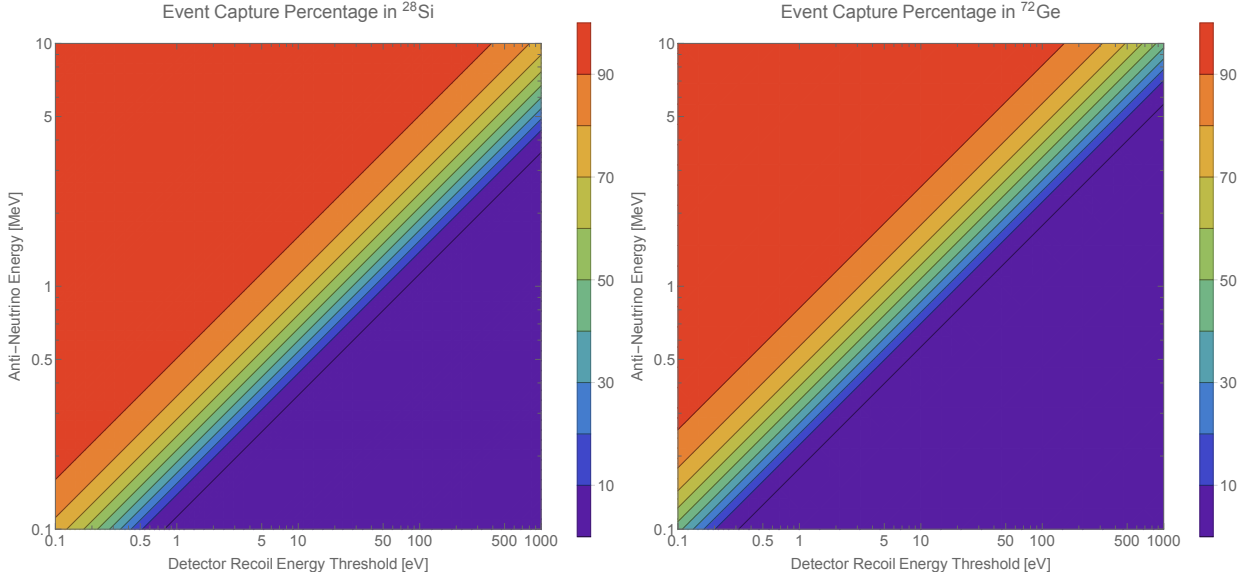 Event Capture Percentage in ²⁸Si
10
5
1
0.5
0.1
Anti-Neutrino Energy [MeV]
0.1 0.5 1 5 10 50 100 500 1000
Detector Recoil Energy Threshold [eV]
90
70
50
30
10
Event Capture Percentage in ⁷²Ge
10
5
1
0.5
0.1
Anti-Neutrino Energy [MeV]
0.1 0.5 1 5 10 50 100 500 1000
Detector Recoil Energy Threshold [eV]
90
70
50
30
10